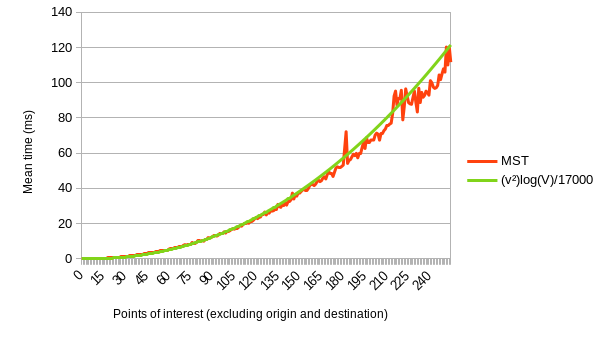 140
120
100
80
60
40
20
0
Mean time (ms)
0 15 30 45 60 75 90 105 120 135 150 165 180 195 210 225 240
Points of interest (excluding origin and destination)
MST
(v²)log(V)/17000